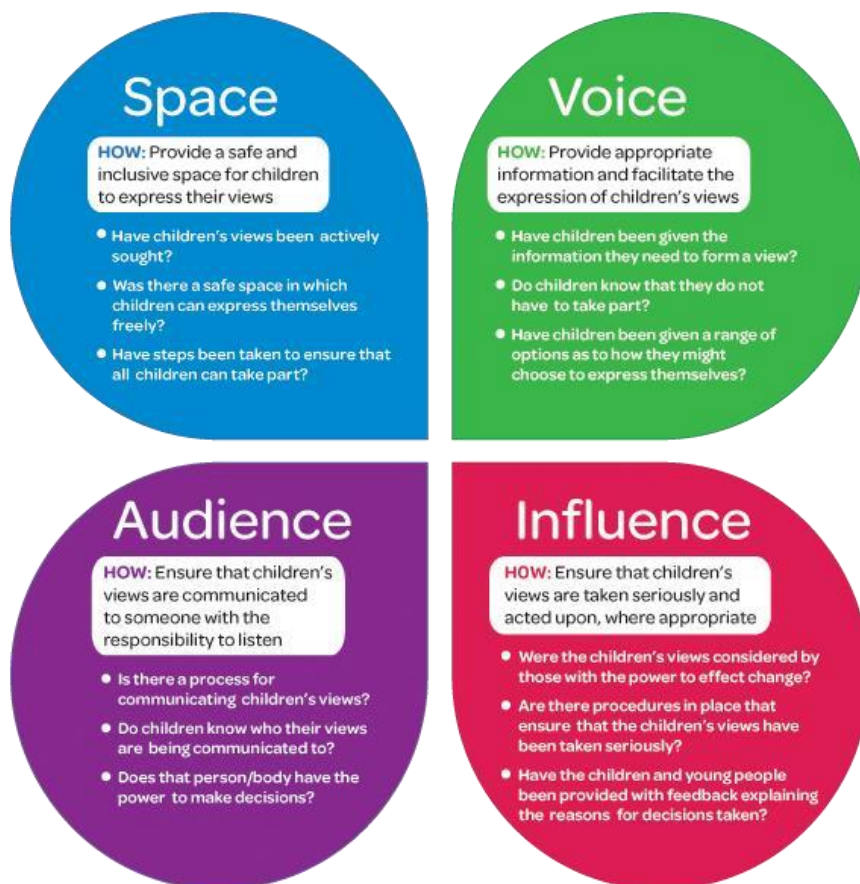 Space
HOW: Provide a safe and
inclusive space for children
to express their views
• Have children's views been actively
sought?
• Was there a safe space in which
children can express themselves
freely?
• Have steps been taken to ensure that
all children can take part?
Voice
HOW: Provide appropriate
information and facilitate the
expression of children's views
• Have children been given the
information they need to form a view?
• Do children know that they do not
have to take part?
• Have children been given a range of
options as to how they might
choose to express themselves?
Audience
HOW: Ensure that children's
views are communicated
to someone with the
responsibility to listen
• Is there a process for
communicating children's views?
• Do children know who their views
are being communicated to?
• Does that person/body have the
power to make decisions?
Influence
HOW: Ensure that children's
views are taken seriously and
acted upon, where appropriate
• Were the children's views considered by
those with the power to effect change?
• Are there procedures in place that
ensure that the children's views have
been taken seriously?
• Have the children and young people
been provided with feedback explaining
the reasons for decisions taken?